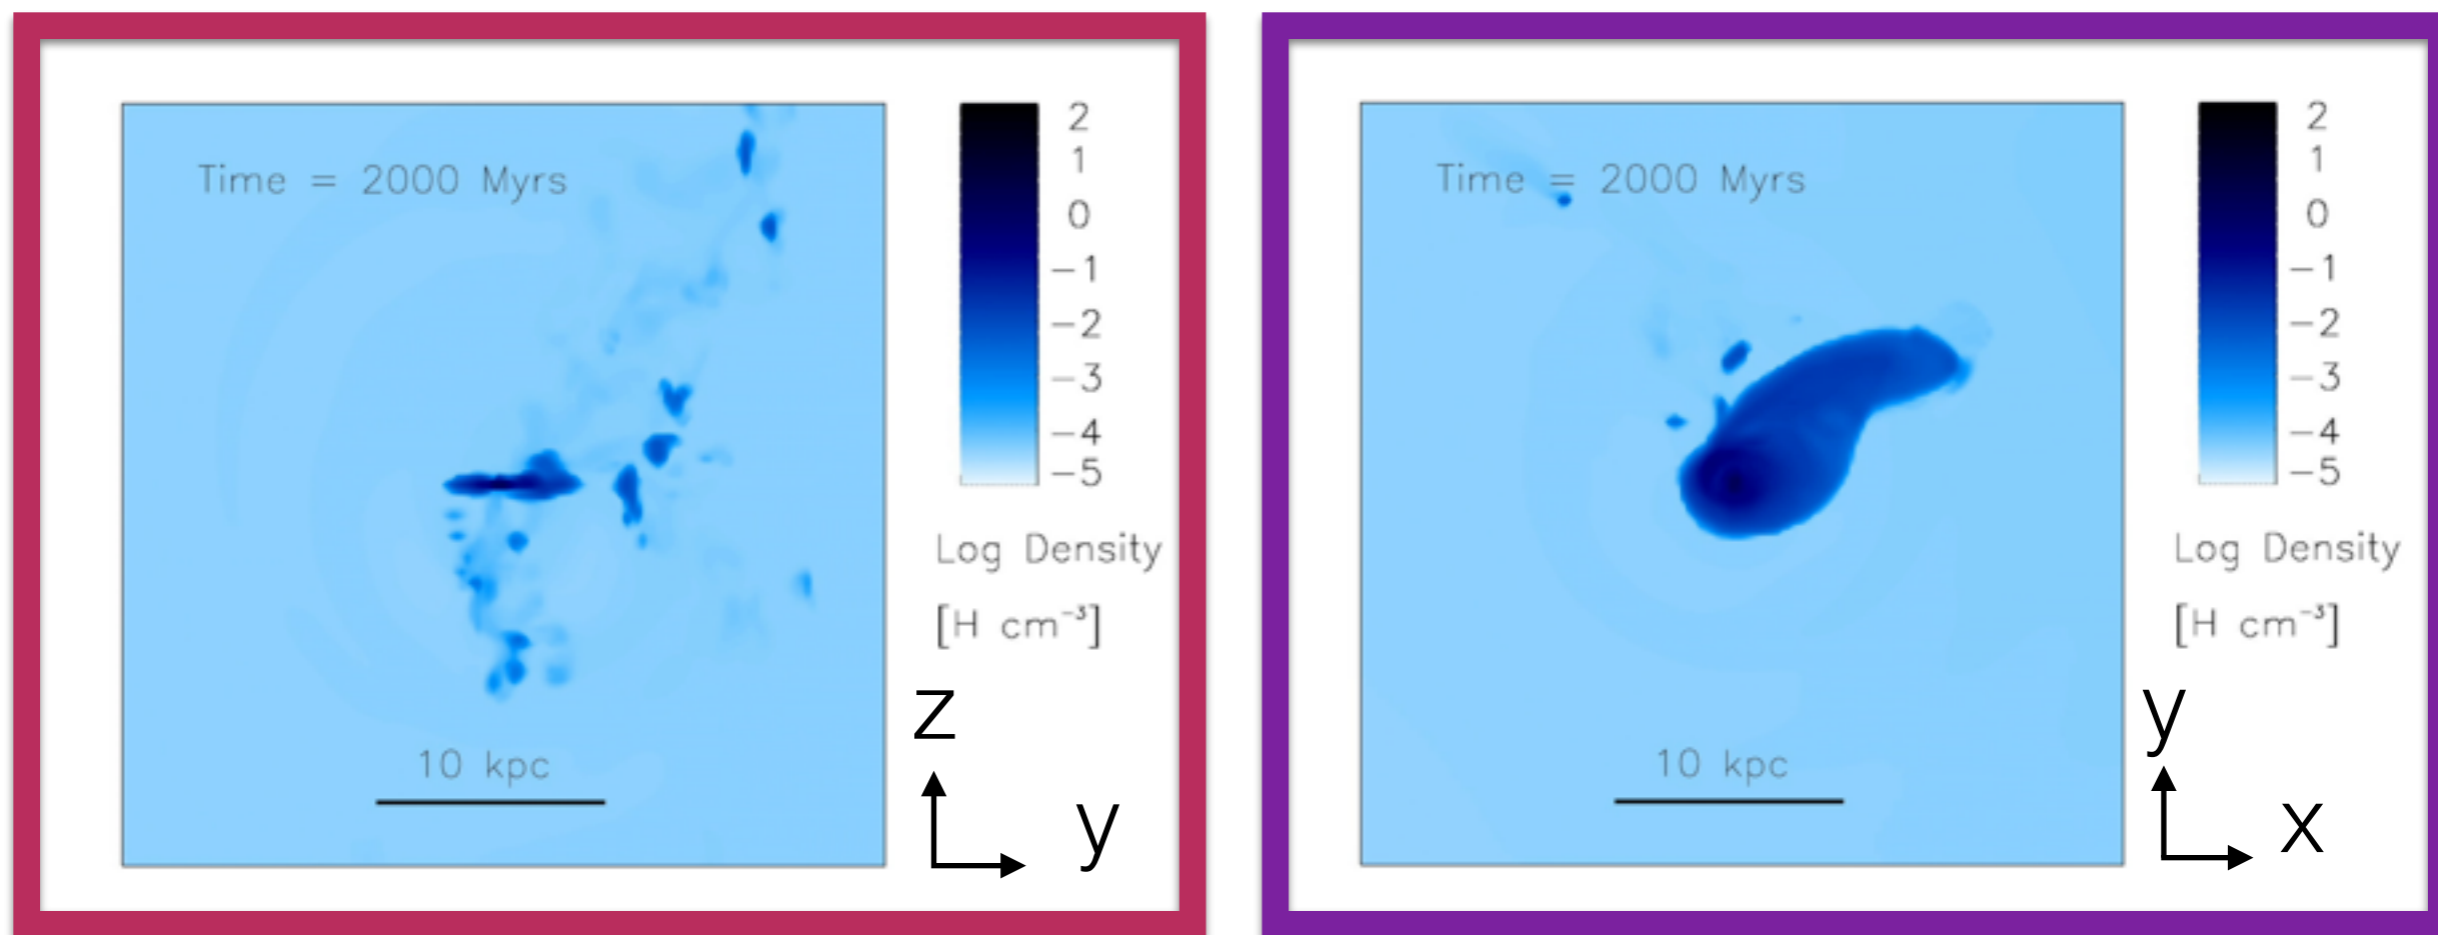 Time = 2000 Myrs
2
1
0
−1
−2
−3
−4
−5
Log Density
[H cm⁻³]
10 kpc
z
y
Time = 2000 Myrs
2
1
0
−1
−2
−3
−4
−5
Log Density
[H cm⁻³]
10 kpc
y
x